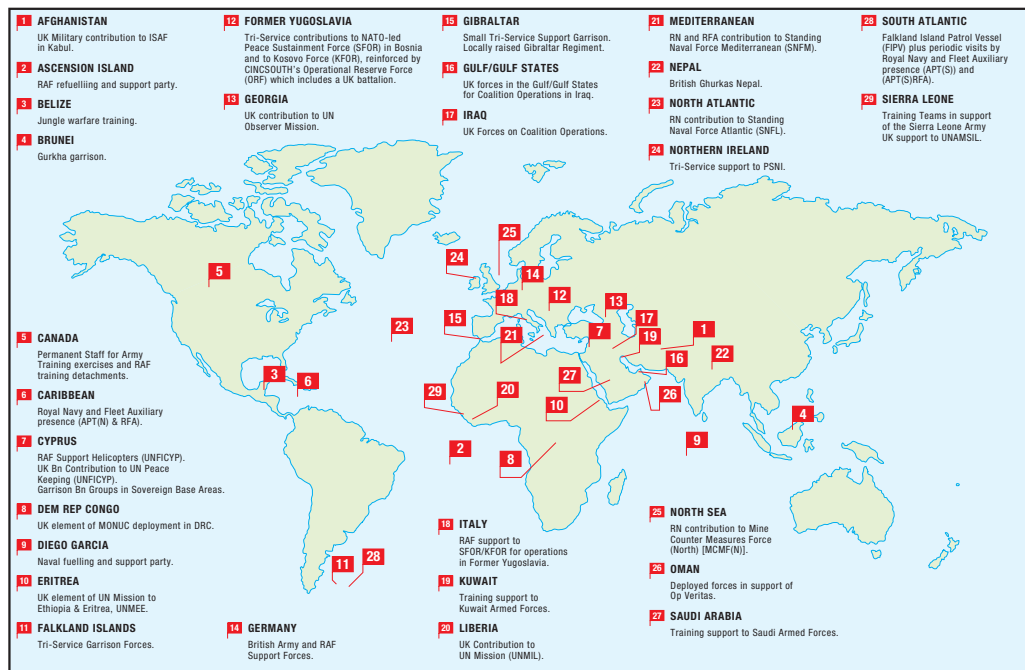 1 AFGHANISTAN
UK Military contribution to ISAF
in Kabul.
2 ASCENSION ISLAND
RAF refuelling and support party.
3 BELIZE
Jungle warfare training.
4 BRUNEI
Gurkha garrison.
12 FORMER YUGOSLAVIA
Tri-Service contributions to NATO-led
Peace Sustainment Force (SFOR) in Bosnia
and to Kosovo Force (KFOR), reinforced by
CINCSOUTH's Operational Reserve Force
(ORF) which includes a UK battalion.
13 GEORGIA
UK contribution to UN
Observer Mission.
15 GIBRALTAR
Small Tri-Service Support Garrison.
Locally raised Gibraltar Regiment.
16 GULF/GULF STATES
UK forces in the Gulf/Gulf States
for Coalition Operations in Iraq.
17 IRAQ
UK Forces on Coalition Operations.
21 MEDITERRANEAN
RN and RFA contribution to Standing
Naval Force Mediterranean (SNFM).
22 NEPAL
British Ghurkas Nepal.
23 NORTH ATLANTIC
RN contribution to Standing
Naval Force Atlantic (SNFL).
24 NORTHERN IRELAND
Tri-Service support to PSNI.
28 SOUTH ATLANTIC
Falkland Island Patrol Vessel
(FIPV) plus periodic visits by
Royal Navy and Fleet Auxiliary
presence (APT(S)) and
(APT(S)RFA).
29 SIERRA LEONE
Training Teams in support
of the Sierra Leone Army
UK support to UNAMSIL.
25
24
5
14
18
12
13
23
15
21
7
17
19
1
16
22
3
6
27
29
20
10
26
4
2
8
9
11
28
5 CANADA
Permanent Staff for Army
Training exercises and RAF
training detachments.
6 CARIBBEAN
Royal Navy and Fleet Auxiliary
presence (APT(N) & RFA).
7 CYPRUS
RAF Support Helicopters (UNFICYP).
UK Bn Contribution to UN Peace
Keeping (UNFICYP).
Garrison Bn Groups in Sovereign Base Areas.
8 DEM REP CONGO
UK element of MONUC deployment in DRC.
9 DIEGO GARCIA
Naval fuelling and support party.
10 ERITREA
UK element of UN Mission to
Ethiopia & Eritrea, UNMEE.
11 FALKLAND ISLANDS
Tri-Service Garrison Forces.
14 GERMANY
British Army and RAF
Support Forces.
18 ITALY
RAF support to
SFOR/KFOR for operations
in Former Yugoslavia.
19 KUWAIT
Training support to
Kuwait Armed Forces.
20 LIBERIA
UK Contribution to
UN Mission (UNMIL).
25 NORTH SEA
RN contribution to Mine
Counter Measures Force
(North) [MCMF(N)].
26 OMAN
Deployed forces in support of
Op Veritas.
27 SAUDI ARABIA
Training support to Saudi Armed Forces.